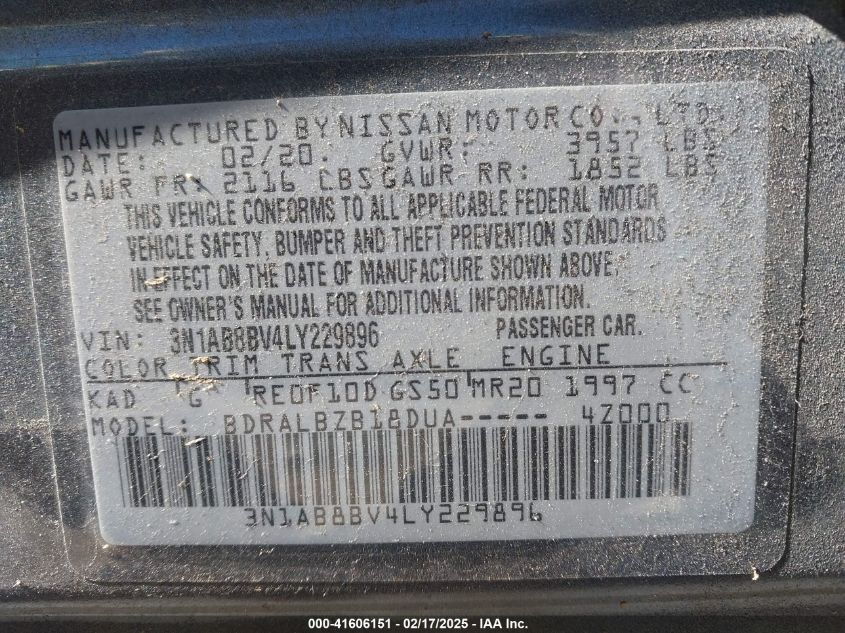 MANUFACTURED BY NISSAN MOTOR CO., LTD.
DATE: 02/20. GVWR: 3957 LBS
GAWR FR: 2116 LBS GAWR RR: 1852 LBS
THIS VEHICLE CONFORMS TO ALL APPLICABLE FEDERAL MOTOR
VEHICLE SAFETY, BUMPER AND THEFT PREVENTION STANDARDS
IN EFFECT ON THE DATE OF MANUFACTURE SHOWN ABOVE.
SEE OWNER'S MANUAL FOR ADDITIONAL INFORMATION.
VIN: 3N1AB8BV4LY229896 PASSENGER CAR.
COLOR TRIM TRANS AXLE ENGINE
KAD G RE0F10D GS50 MR20 1997 CC
MODEL: BDRALBZB18DUA----- 4Z000
3N1AB8BV4LY229896
000-41606151 - 02/17/2025 - IAA Inc.